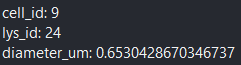 cell_id: 9
lys_id: 24
diameter_um: 0.6530428670346737